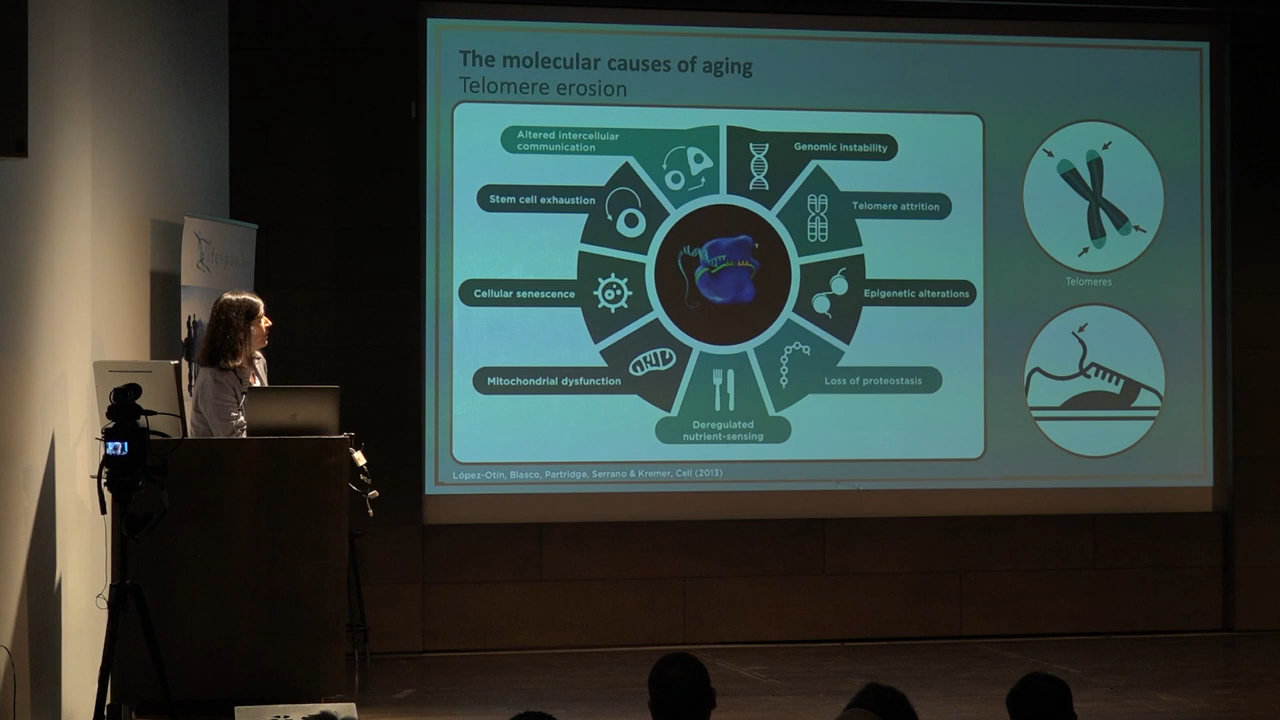 The molecular causes of aging
Telomere erosion
Altered intercellular
communication
Genomic instability
Stem cell exhaustion
Telomere attrition
Cellular senescence
Epigenetic alterations
Mitochondrial dysfunction
Loss of proteostasis
Deregulated
nutrient-sensing
Telomeres
López-Otín, Blasco, Partridge, Serrano & Kremer, Cell (2013)